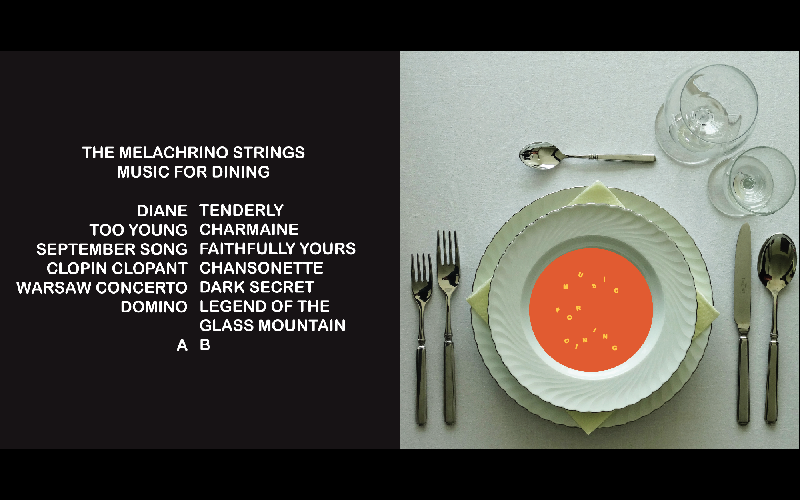 THE MELACHRINO STRINGS
MUSIC FOR DINING
DIANE
TOO YOUNG
SEPTEMBER SONG
CLOPIN CLOPANT
WARSAW CONCERTO
DOMINO
A
TENDERLY
CHARMAINE
FAITHFULLY YOURS
CHANSONETTE
DARK SECRET
LEGEND OF THE
GLASS MOUNTAIN
B
MUSIC
FOR
DINING